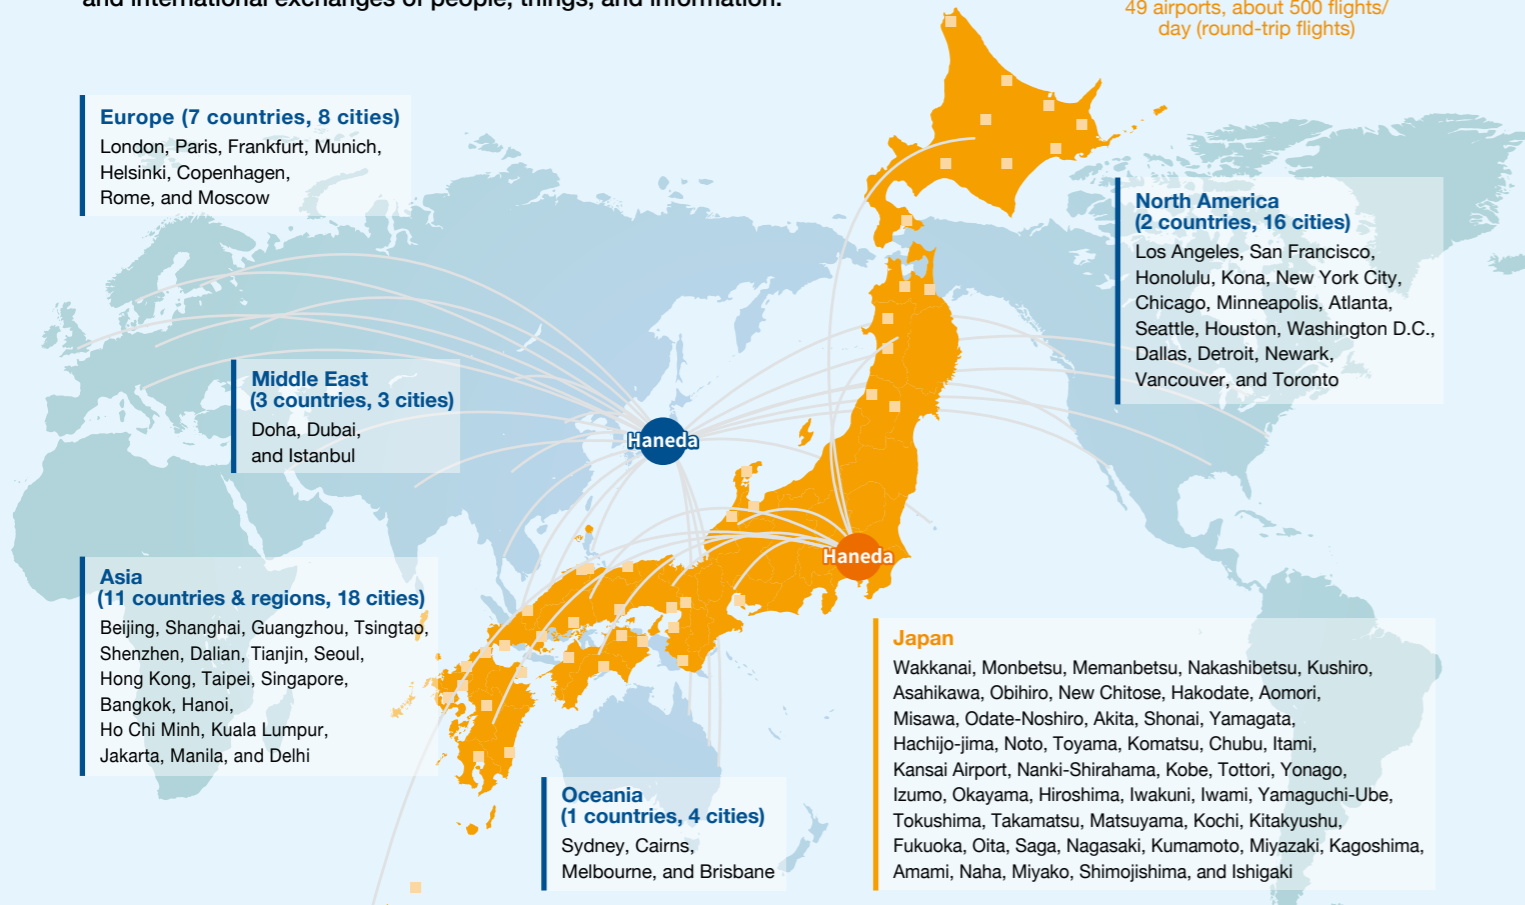 and international exchanges of people, things, and information.
49 airports, about 500 flights/
day (round-trip flights)
Europe (7 countries, 8 cities)
London, Paris, Frankfurt, Munich,
Helsinki, Copenhagen,
Rome, and Moscow
North America
(2 countries, 16 cities)
Los Angeles, San Francisco,
Honolulu, Kona, New York City,
Chicago, Minneapolis, Atlanta,
Seattle, Houston, Washington D.C.,
Dallas, Detroit, Newark,
Vancouver, and Toronto
Middle East
(3 countries, 3 cities)
Doha, Dubai,
and Istanbul
Haneda
Haneda
Asia
(11 countries & regions, 18 cities)
Beijing, Shanghai, Guangzhou, Tsingtao,
Shenzhen, Dalian, Tianjin, Seoul,
Hong Kong, Taipei, Singapore,
Bangkok, Hanoi,
Ho Chi Minh, Kuala Lumpur,
Jakarta, Manila, and Delhi
Oceania
(1 countries, 4 cities)
Sydney, Cairns,
Melbourne, and Brisbane
Japan
Wakkanai, Monbetsu, Memanbetsu, Nakashibetsu, Kushiro,
Asahikawa, Obihiro, New Chitose, Hakodate, Aomori,
Misawa, Odate-Noshiro, Akita, Shonai, Yamagata,
Hachijo-jima, Noto, Toyama, Komatsu, Chubu, Itami,
Kansai Airport, Nanki-Shirahama, Kobe, Tottori, Yonago,
Izumo, Okayama, Hiroshima, Iwakuni, Iwami, Yamaguchi-Ube,
Tokushima, Takamatsu, Matsuyama, Kochi, Kitakyushu,
Fukuoka, Oita, Saga, Nagasaki, Kumamoto, Miyazaki, Kagoshima,
Amami, Naha, Miyako, Shimojishima, and Ishigaki